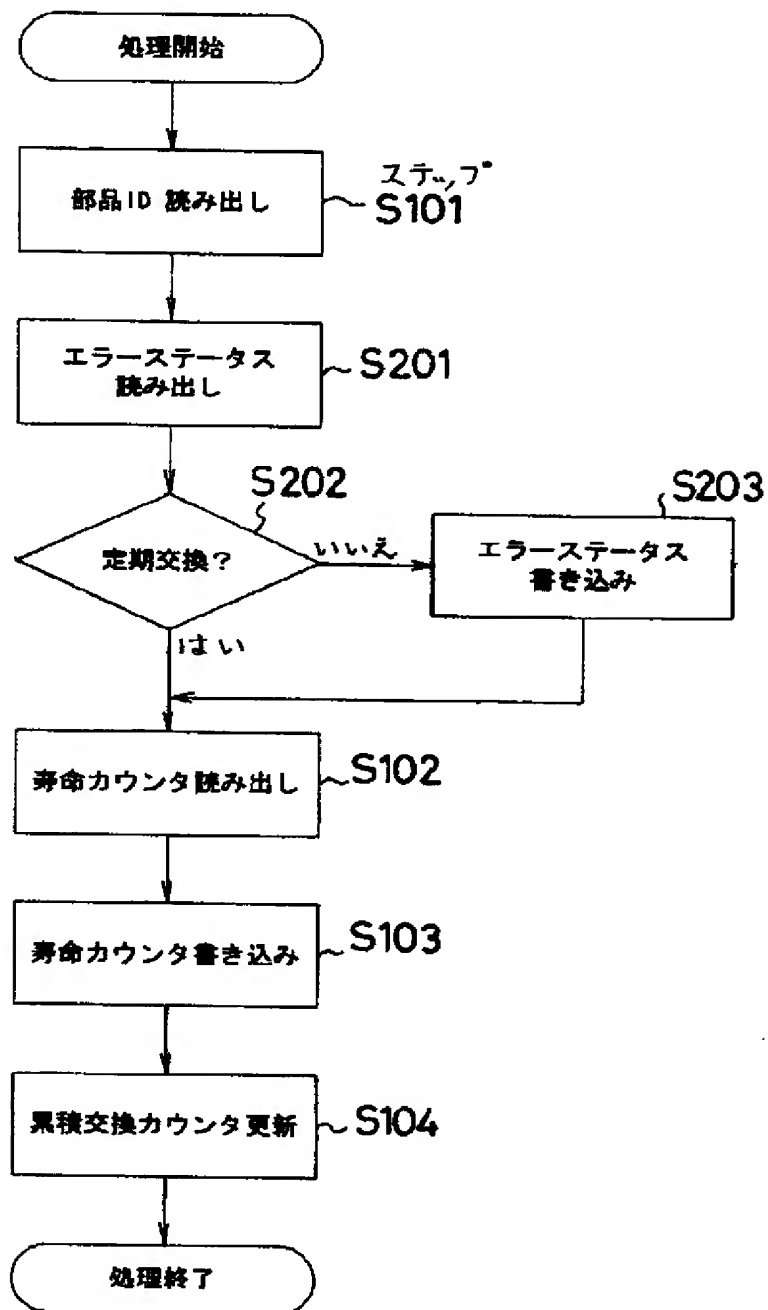 処理開始
部品ID 読み出し
ステップ
S101
エラーステータス
読み出し
S201
S202
定期交換?
いいえ
はい
S203
エラーステータス
書き込み
寿命カウンタ読み出し
S102
寿命カウンタ書き込み
S103
累積交換カウンタ更新
S104
処理終了